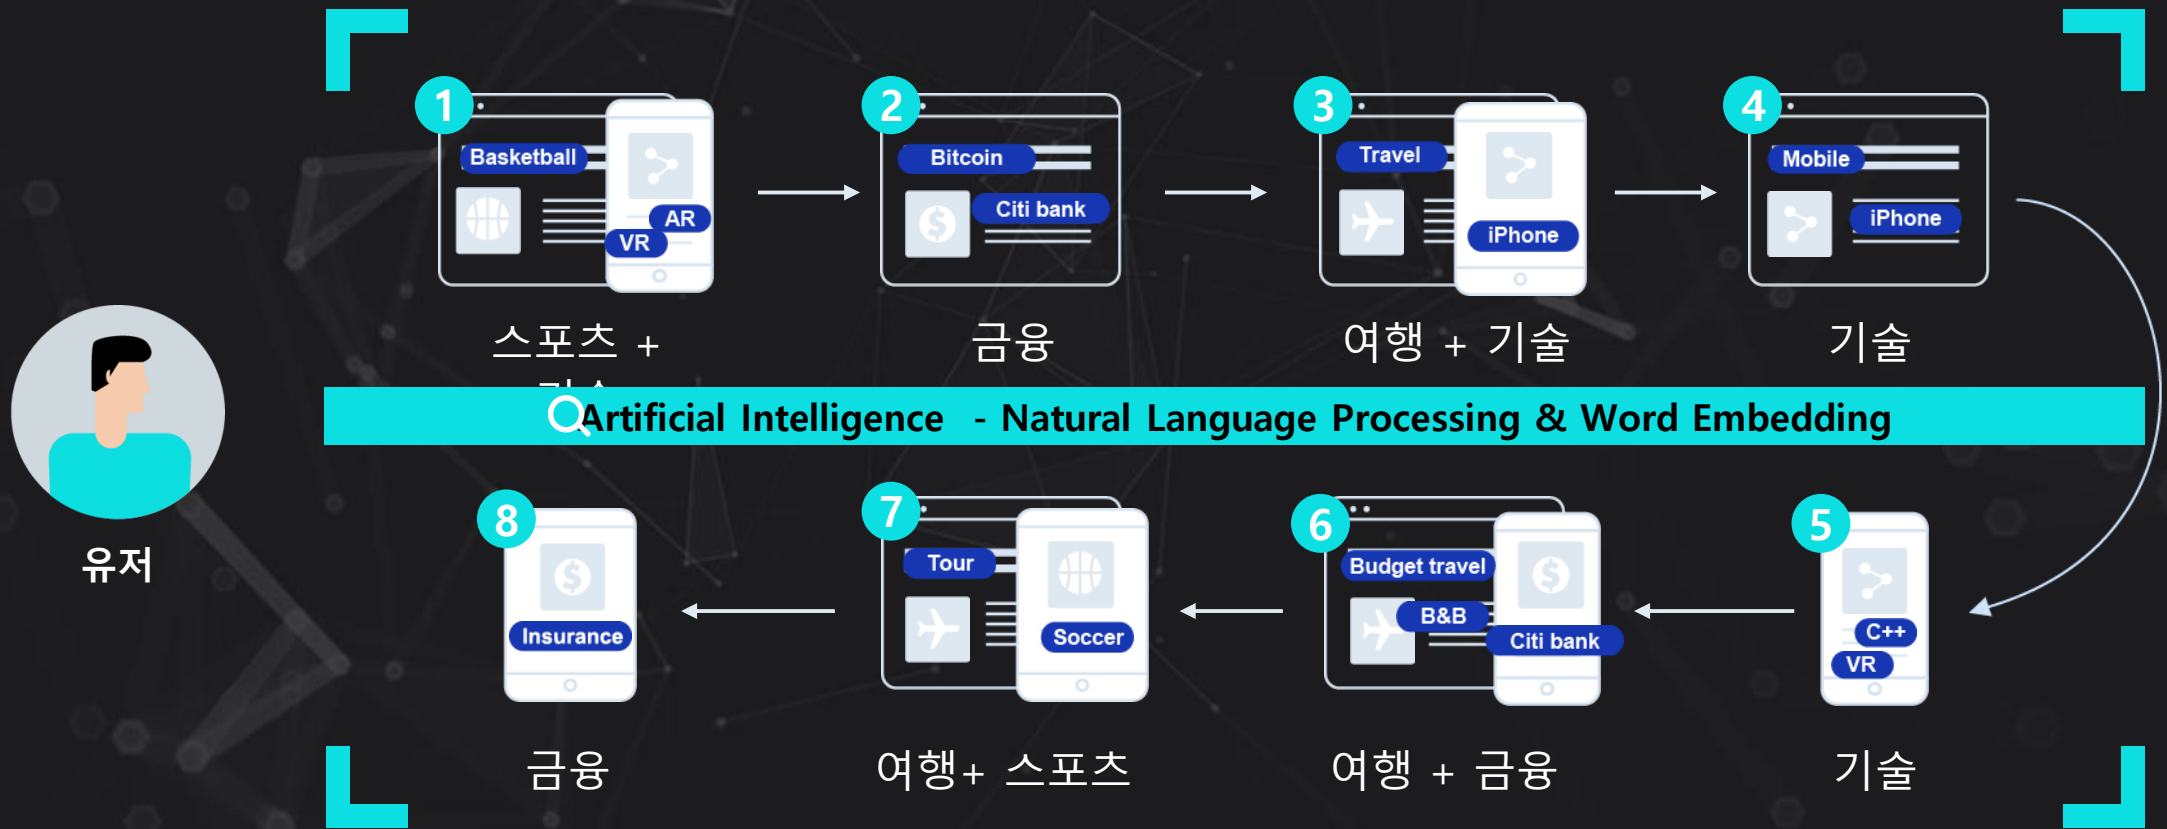 1
Basketball
AR
VR
스포츠 +
2
Bitcoin
Citi bank
금융
3
Travel
iPhone
여행 + 기술
4
Mobile
iPhone
기술
Artificial Intelligence - Natural Language Processing & Word Embedding
유저
5
C++
VR
기술
6
Budget travel
B&B
Citi bank
여행 + 금융
7
Tour
Soccer
여행+ 스포츠
8
Insurance
금융